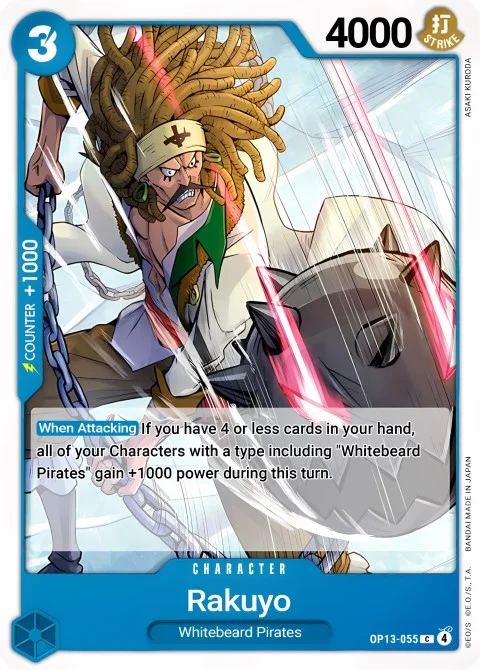 3
4000
打
STRIKE
ASAKI KURODA
COUNTER +1000
When Attacking If you have 4 or less cards in your hand,
all of your Characters with a type including "Whitebeard
Pirates" gain +1000 power during this turn.
CHARACTER
Rakuyo
Whitebeard Pirates
OP13-055 C 4
©E.O/S ©E.O./S., T.A. BANDAI MADE IN JAPAN